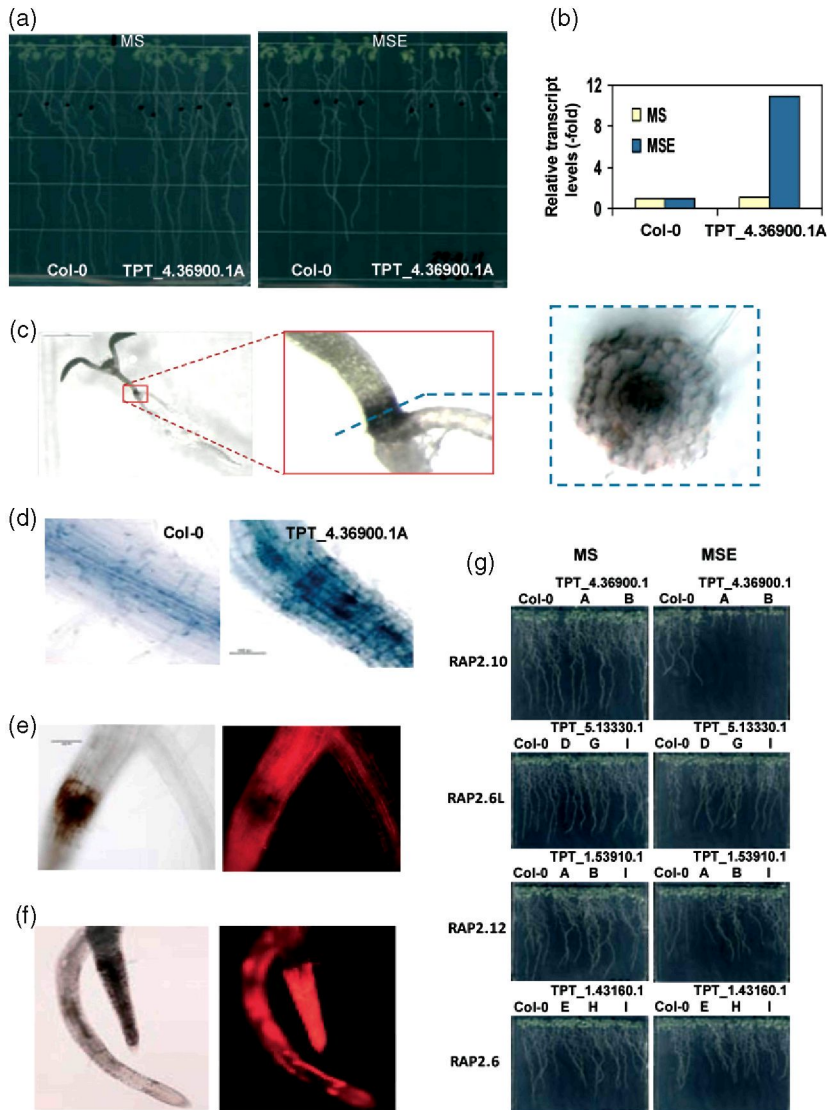 (a)
MS
MSE
Col-0
TPT_4.36900.1A
Col-0
TPT_4.36900.1A
(b)
Relative transcript
levels (-fold)
12
8
4
0
MS
MSE
Col-0
TPT_4.36900.1A
(c)
(d)
Col-0
TPT_4.36900.1A
(e)
(f)
(g)
MS
MSE
TPT_4.36900.1
TPT_4.36900.1
Col-0 A B
Col-0 A B
RAP2.10
TPT_5.13330.1
TPT_5.13330.1
Col-0 D G I
Col-0 D G I
RAP2.6L
TPT_1.53910.1
TPT_1.53910.1
Col-0 A B I
Col-0 A B I
RAP2.12
TPT_1.43160.1
TPT_1.43160.1
Col-0 E H I
Col-0 E H I
RAP2.6